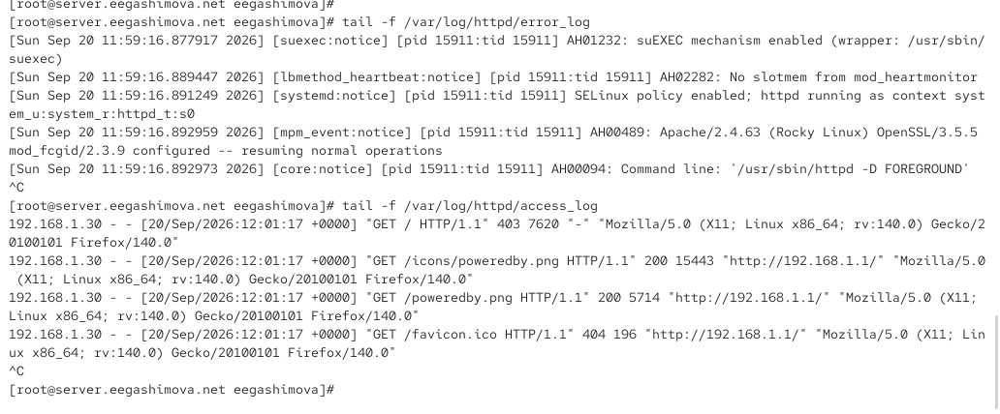 [root@server.eegashimova.net eegashimova]#
[root@server.eegashimova.net eegashimova]# tail -f /var/log/httpd/error_log
[Sun Sep 20 11:59:16.877917 2026] [suexec:notice] [pid 15911:tid 15911] AH01232: suEXEC mechanism enabled (wrapper: /usr/sbin/
suexec)
[Sun Sep 20 11:59:16.889447 2026] [lbmethod_heartbeat:notice] [pid 15911:tid 15911] AH02282: No slotmem from mod_heartmonitor
[Sun Sep 20 11:59:16.891249 2026] [systemd:notice] [pid 15911:tid 15911] SELinux policy enabled; httpd running as context syst
em_u:system_r:httpd_t:s0
[Sun Sep 20 11:59:16.892959 2026] [mpm_event:notice] [pid 15911:tid 15911] AH00489: Apache/2.4.63 (Rocky Linux) OpenSSL/3.5.5
mod_fcgid/2.3.9 configured -- resuming normal operations
[Sun Sep 20 11:59:16.892973 2026] [core:notice] [pid 15911:tid 15911] AH00094: Command line: '/usr/sbin/httpd -D FOREGROUND'
^C
[root@server.eegashimova.net eegashimova]# tail -f /var/log/httpd/access_log
192.168.1.30 - - [20/Sep/2026:12:01:17 +0000] "GET / HTTP/1.1" 403 7620 "-" "Mozilla/5.0 (X11; Linux x86_64; rv:140.0) Gecko/2
0100101 Firefox/140.0"
192.168.1.30 - - [20/Sep/2026:12:01:17 +0000] "GET /icons/poweredby.png HTTP/1.1" 200 15443 "http://192.168.1.1/" "Mozilla/5.0
 (X11; Linux x86_64; rv:140.0) Gecko/20100101 Firefox/140.0"
192.168.1.30 - - [20/Sep/2026:12:01:17 +0000] "GET /poweredby.png HTTP/1.1" 200 5714 "http://192.168.1.1/" "Mozilla/5.0 (X11;
Linux x86_64; rv:140.0) Gecko/20100101 Firefox/140.0"
192.168.1.30 - - [20/Sep/2026:12:01:17 +0000] "GET /favicon.ico HTTP/1.1" 404 196 "http://192.168.1.1/" "Mozilla/5.0 (X11; Lin
ux x86_64; rv:140.0) Gecko/20100101 Firefox/140.0"
^C
[root@server.eegashimova.net eegashimova]#